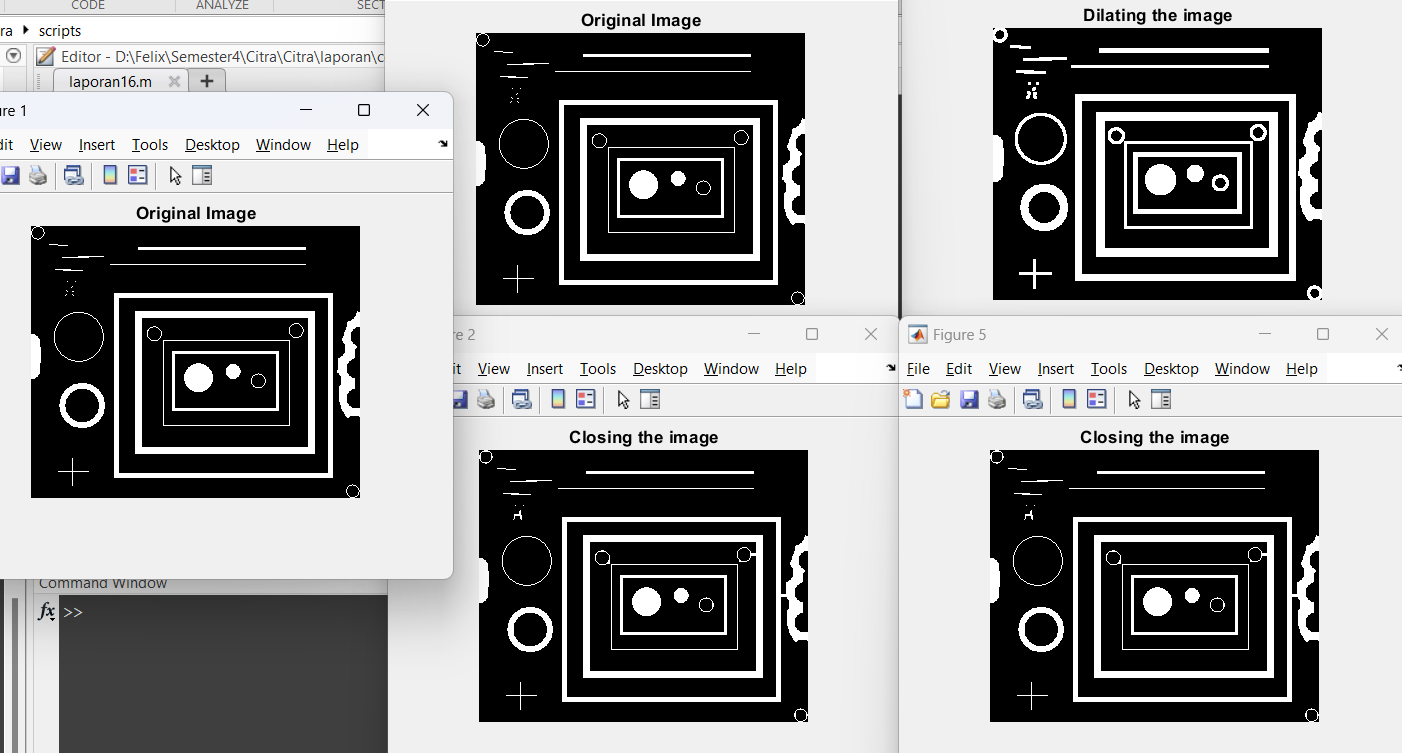 CODE
ANALYZE
SECT
ra scripts
Editor - D:\Felix\Semester4\Citra\Citra\laporan\c
laporan16.m
ure 1
dit View Insert Tools Desktop Window Help
Original Image
Original Image
Dilating the image
re 2
it View Insert Tools Desktop Window Help
Closing the image
Figure 5
File Edit View Insert Tools Desktop Window Help
Closing the image
Command Window
fx >>